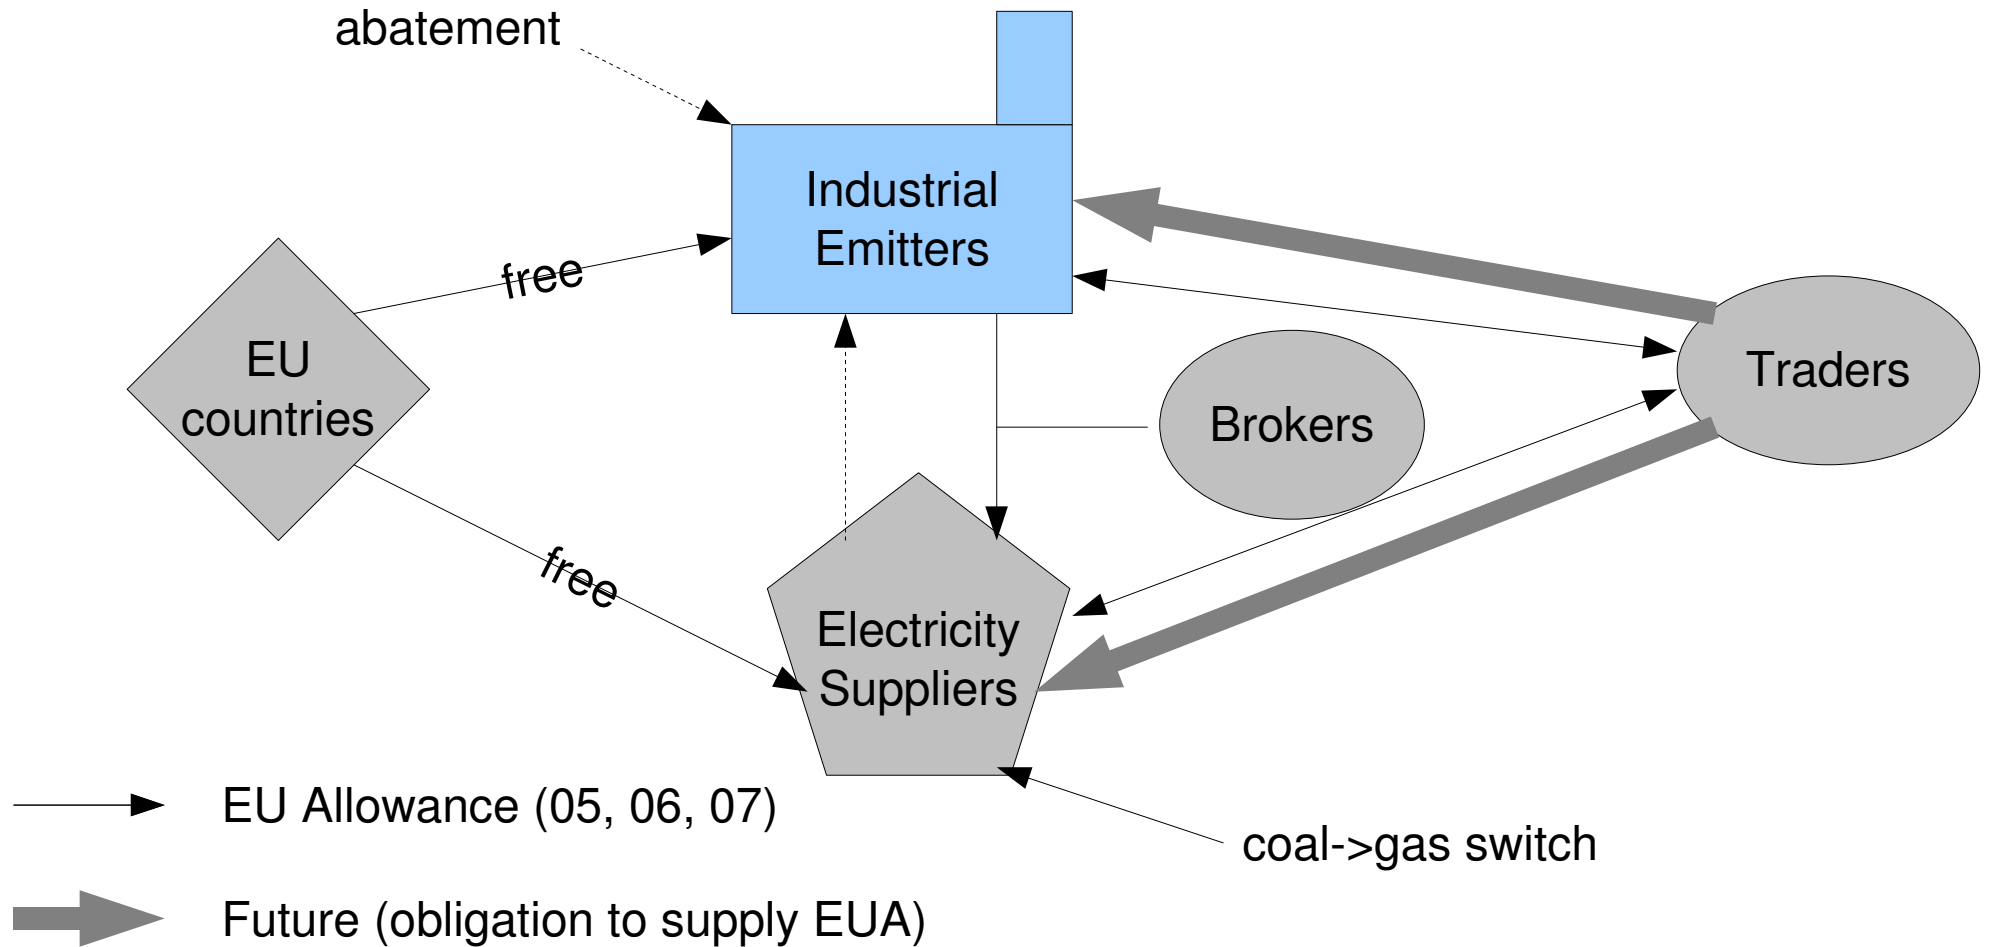 abatement
Industrial
Emitters
free
EU
countries
Traders
Brokers
free
Electricity
Suppliers
EU Allowance (05, 06, 07)
coal->gas switch
Future (obligation to supply EUA)